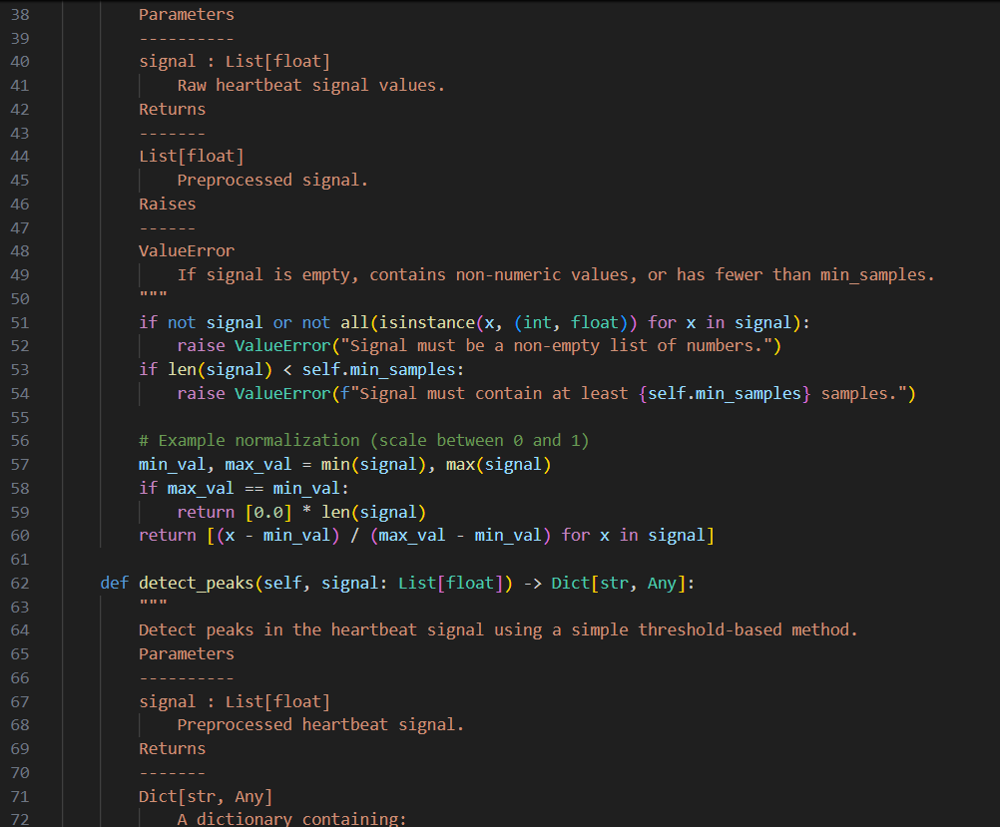 38 Parameters
39 ----------
40 signal : List[float]
41 Raw heartbeat signal values.
42 Returns
43 -------
44 List[float]
45 Preprocessed signal.
46 Raises
47 ------
48 ValueError
49 If signal is empty, contains non-numeric values, or has fewer than min_samples.
50 """
51 if not signal or not all(isinstance(x, (int, float)) for x in signal):
52 raise ValueError("Signal must be a non-empty list of numbers.")
53 if len(signal) < self.min_samples:
54 raise ValueError(f"Signal must contain at least {self.min_samples} samples.")
55
56 # Example normalization (scale between 0 and 1)
57 min_val, max_val = min(signal), max(signal)
58 if max_val == min_val:
59 return [0.0] * len(signal)
60 return [(x - min_val) / (max_val - min_val) for x in signal]
61
62 def detect_peaks(self, signal: List[float]) -> Dict[str, Any]:
63 """
64 Detect peaks in the heartbeat signal using a simple threshold-based method.
65 Parameters
66 ----------
67 signal : List[float]
68 Preprocessed heartbeat signal.
69 Returns
70 -------
71 Dict[str, Any]
72 A dictionary containing: